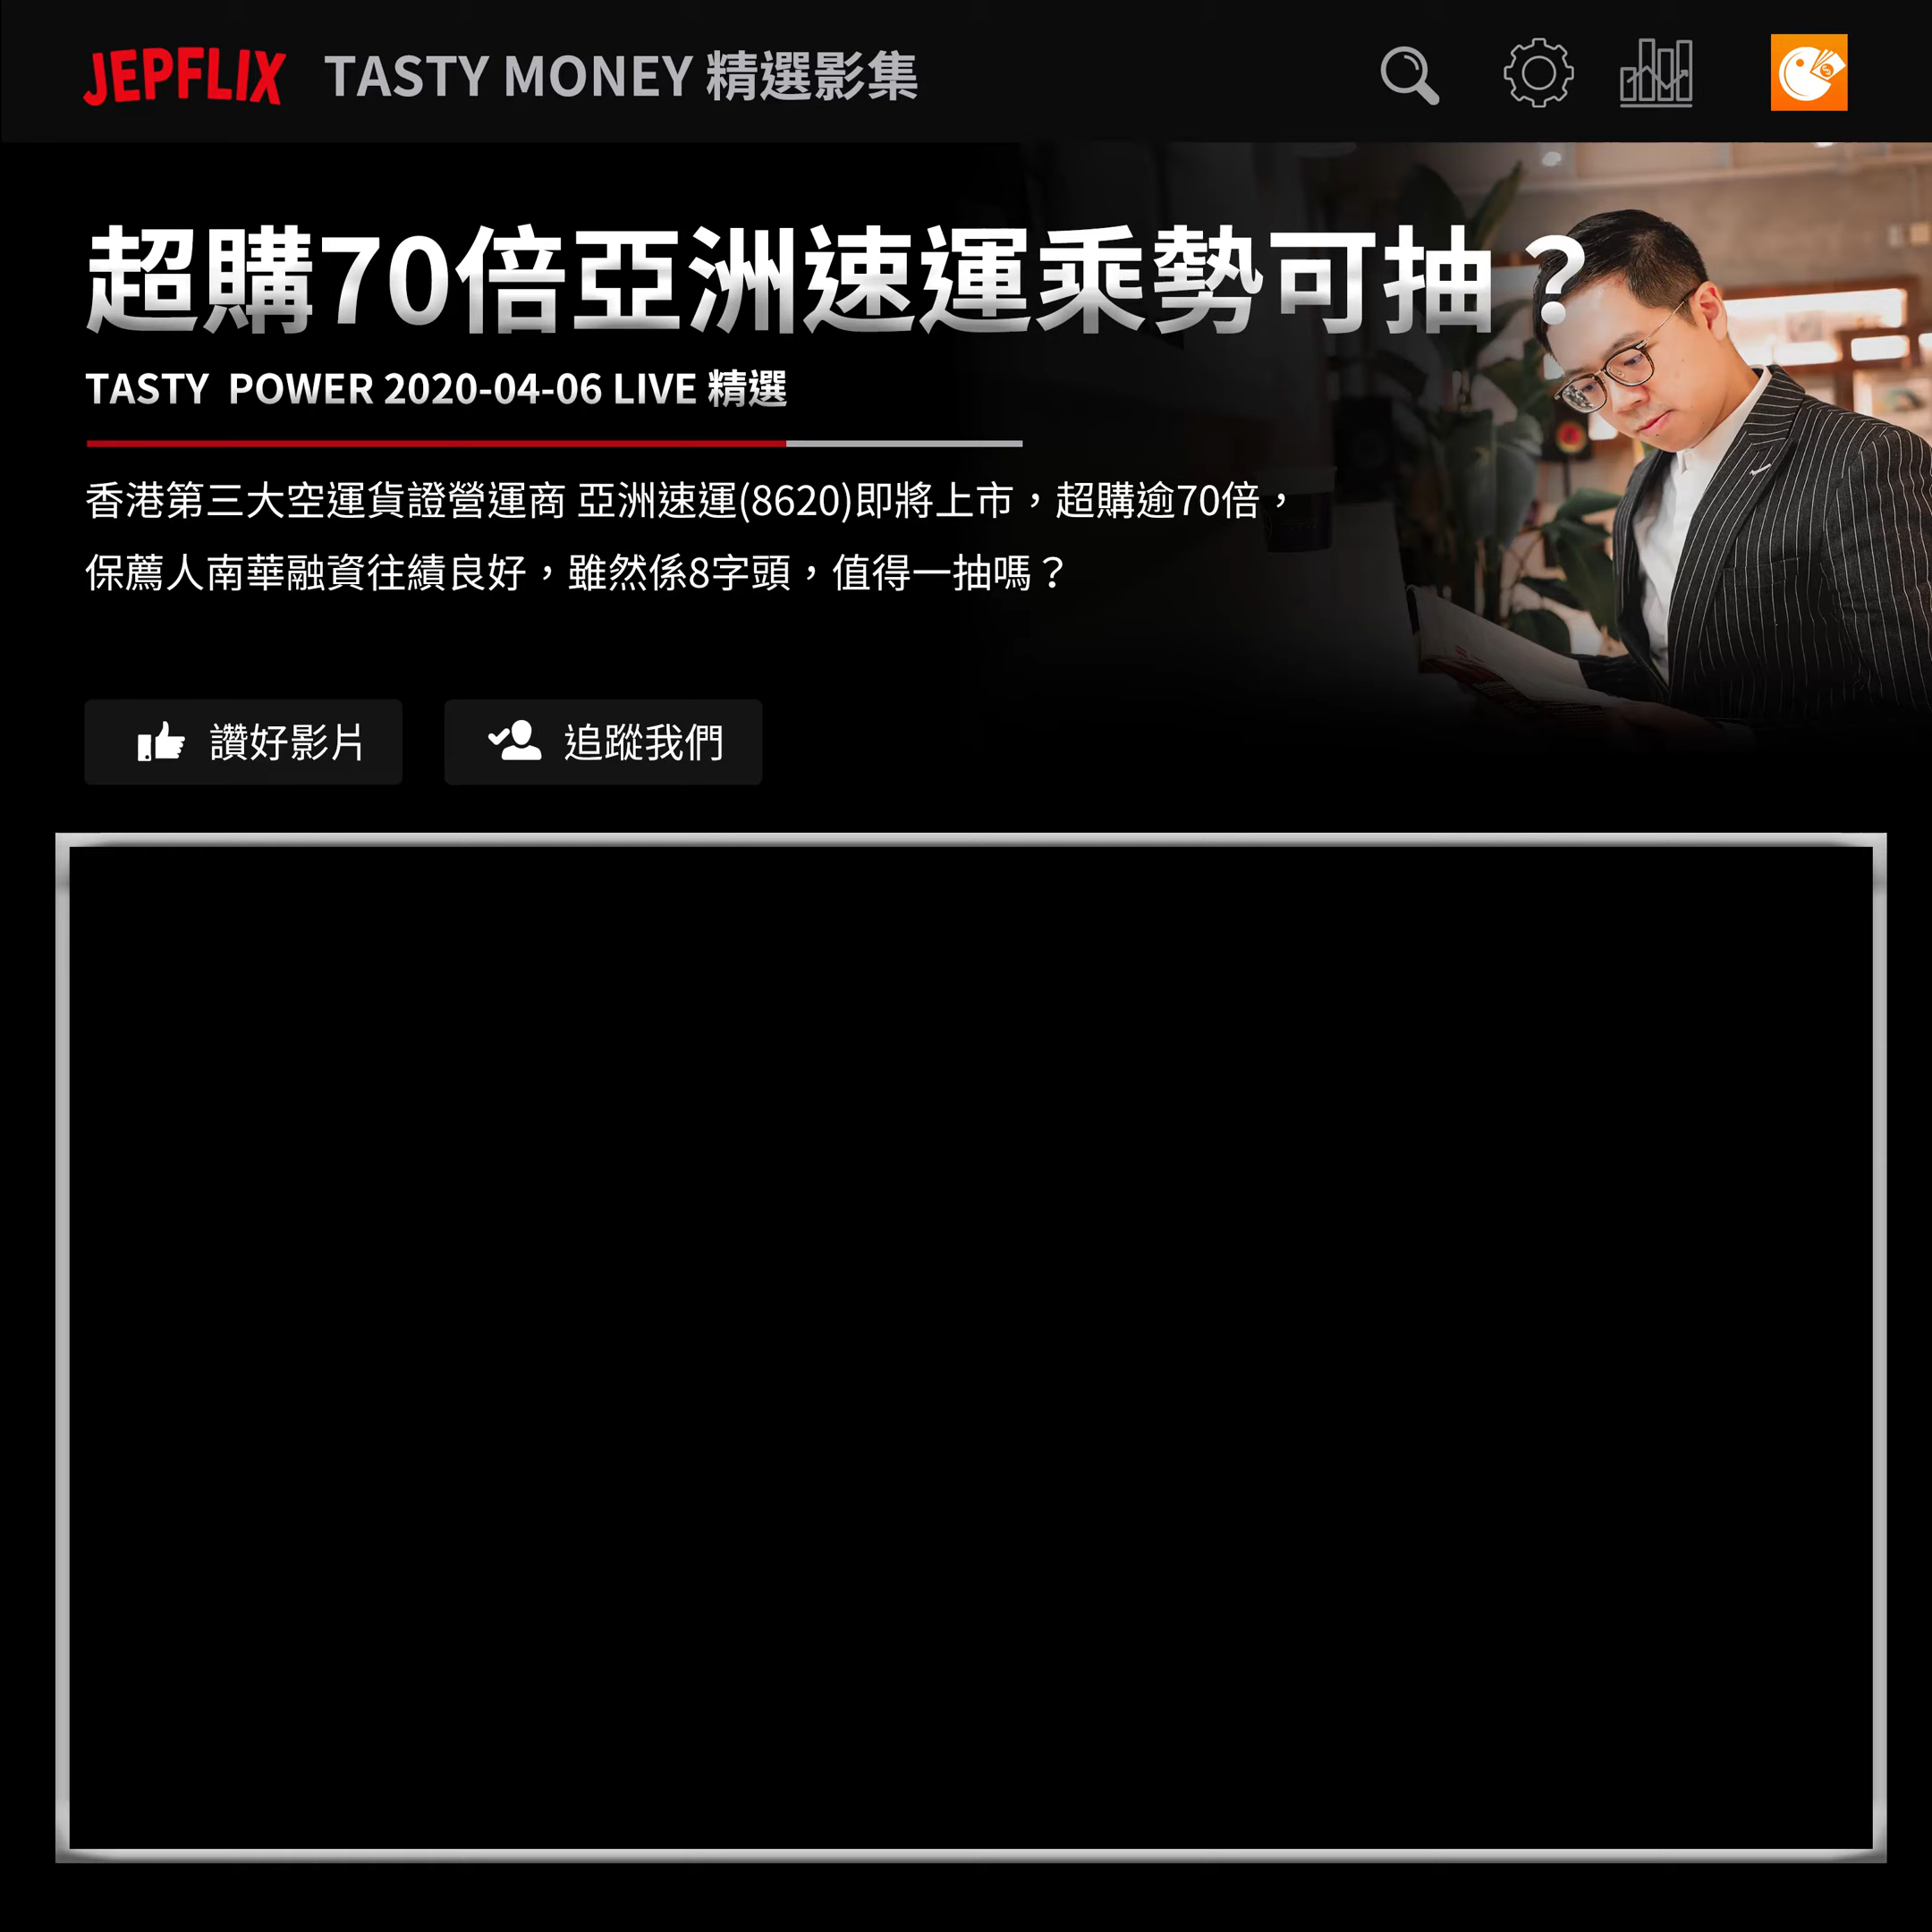 JEPFLIX TASTY MONEY 精選影集
超購70倍亞洲速運乘勢可抽？
TASTY POWER 2020-04-06 LIVE 精選
香港第三大空運貨證營運商 亞洲速運(8620)即將上市，超購逾70倍，
保薦人南華融資往績良好，雖然係8字頭，值得一抽嗎？
讚好影片 追蹤我們